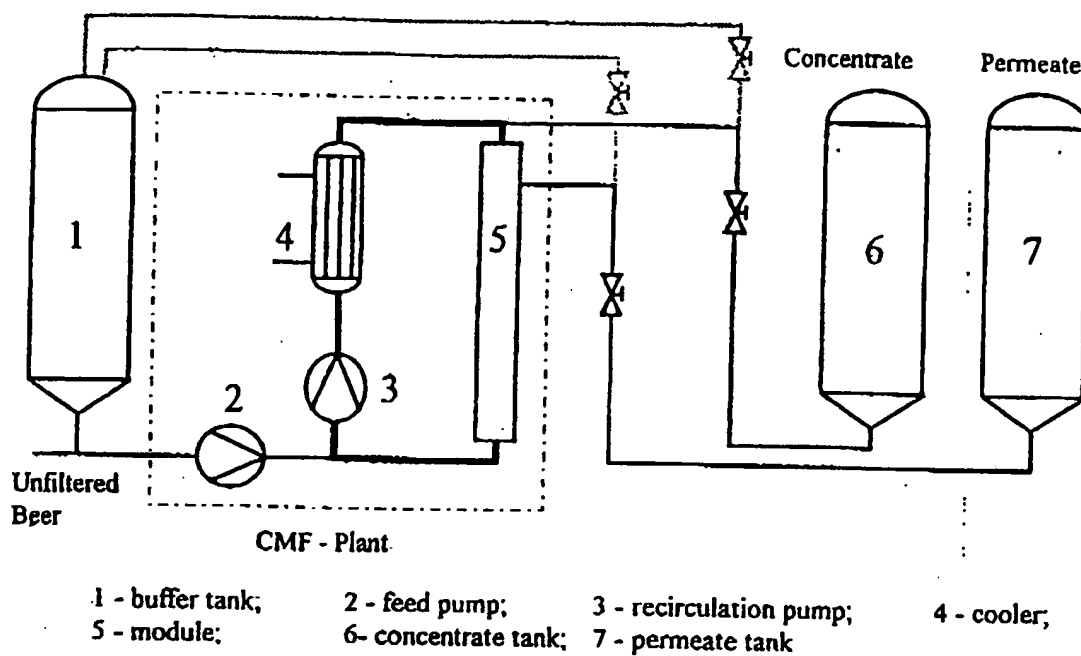 Concentrate
Permeate
1
4
5
6
7
2
3
Unfiltered
Beer
CMF - Plant
1 - buffer tank; 2 - feed pump; 3 - recirculation pump; 4 - cooler;
5 - module; 6- concentrate tank; 7 - permeate tank